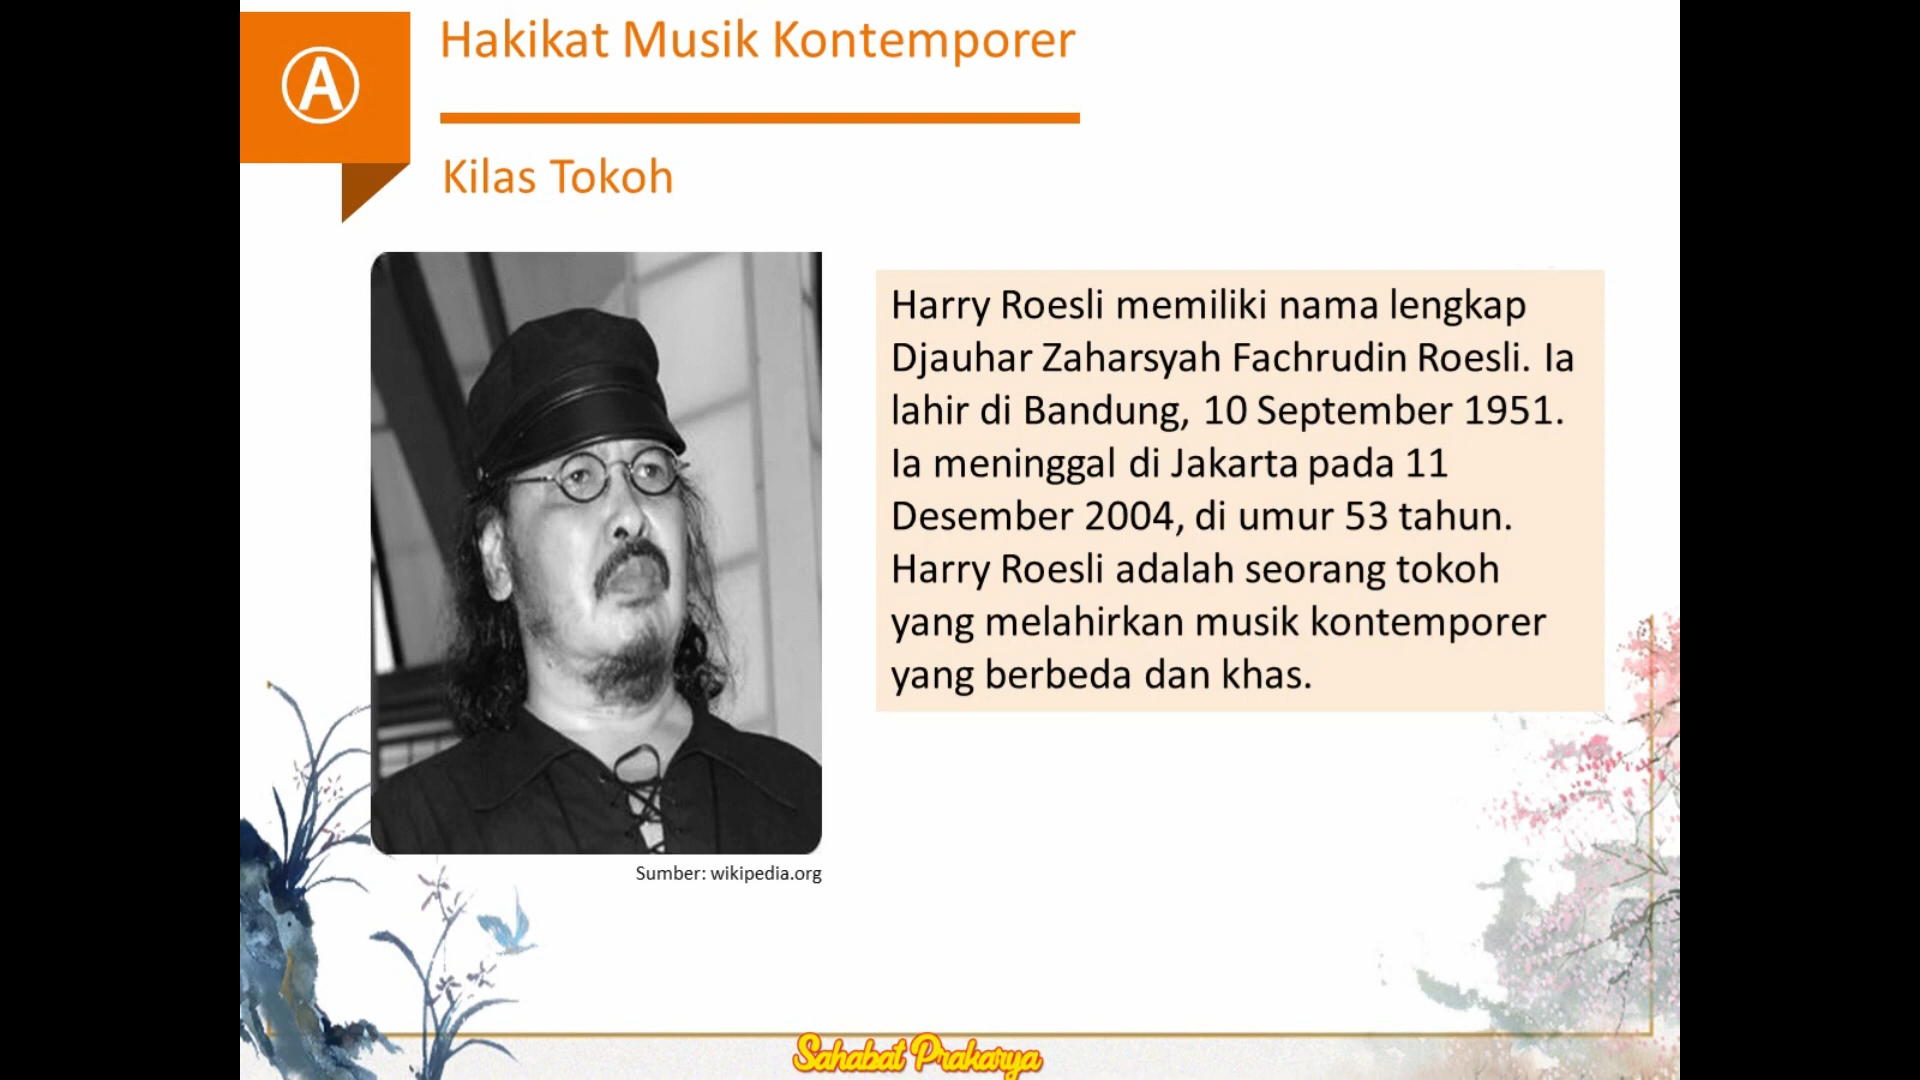 A
Hakikat Musik Kontemporer
Kilas Tokoh
Harry Roesli memiliki nama lengkap
Djauhar Zaharsyah Fachrudin Roesli. Ia
lahir di Bandung, 10 September 1951.
Ia meninggal di Jakarta pada 11
Desember 2004, di umur 53 tahun.
Harry Roesli adalah seorang tokoh
yang melahirkan musik kontemporer
yang berbeda dan khas.
Sumber: wikipedia.org
Sahabat Prakarya